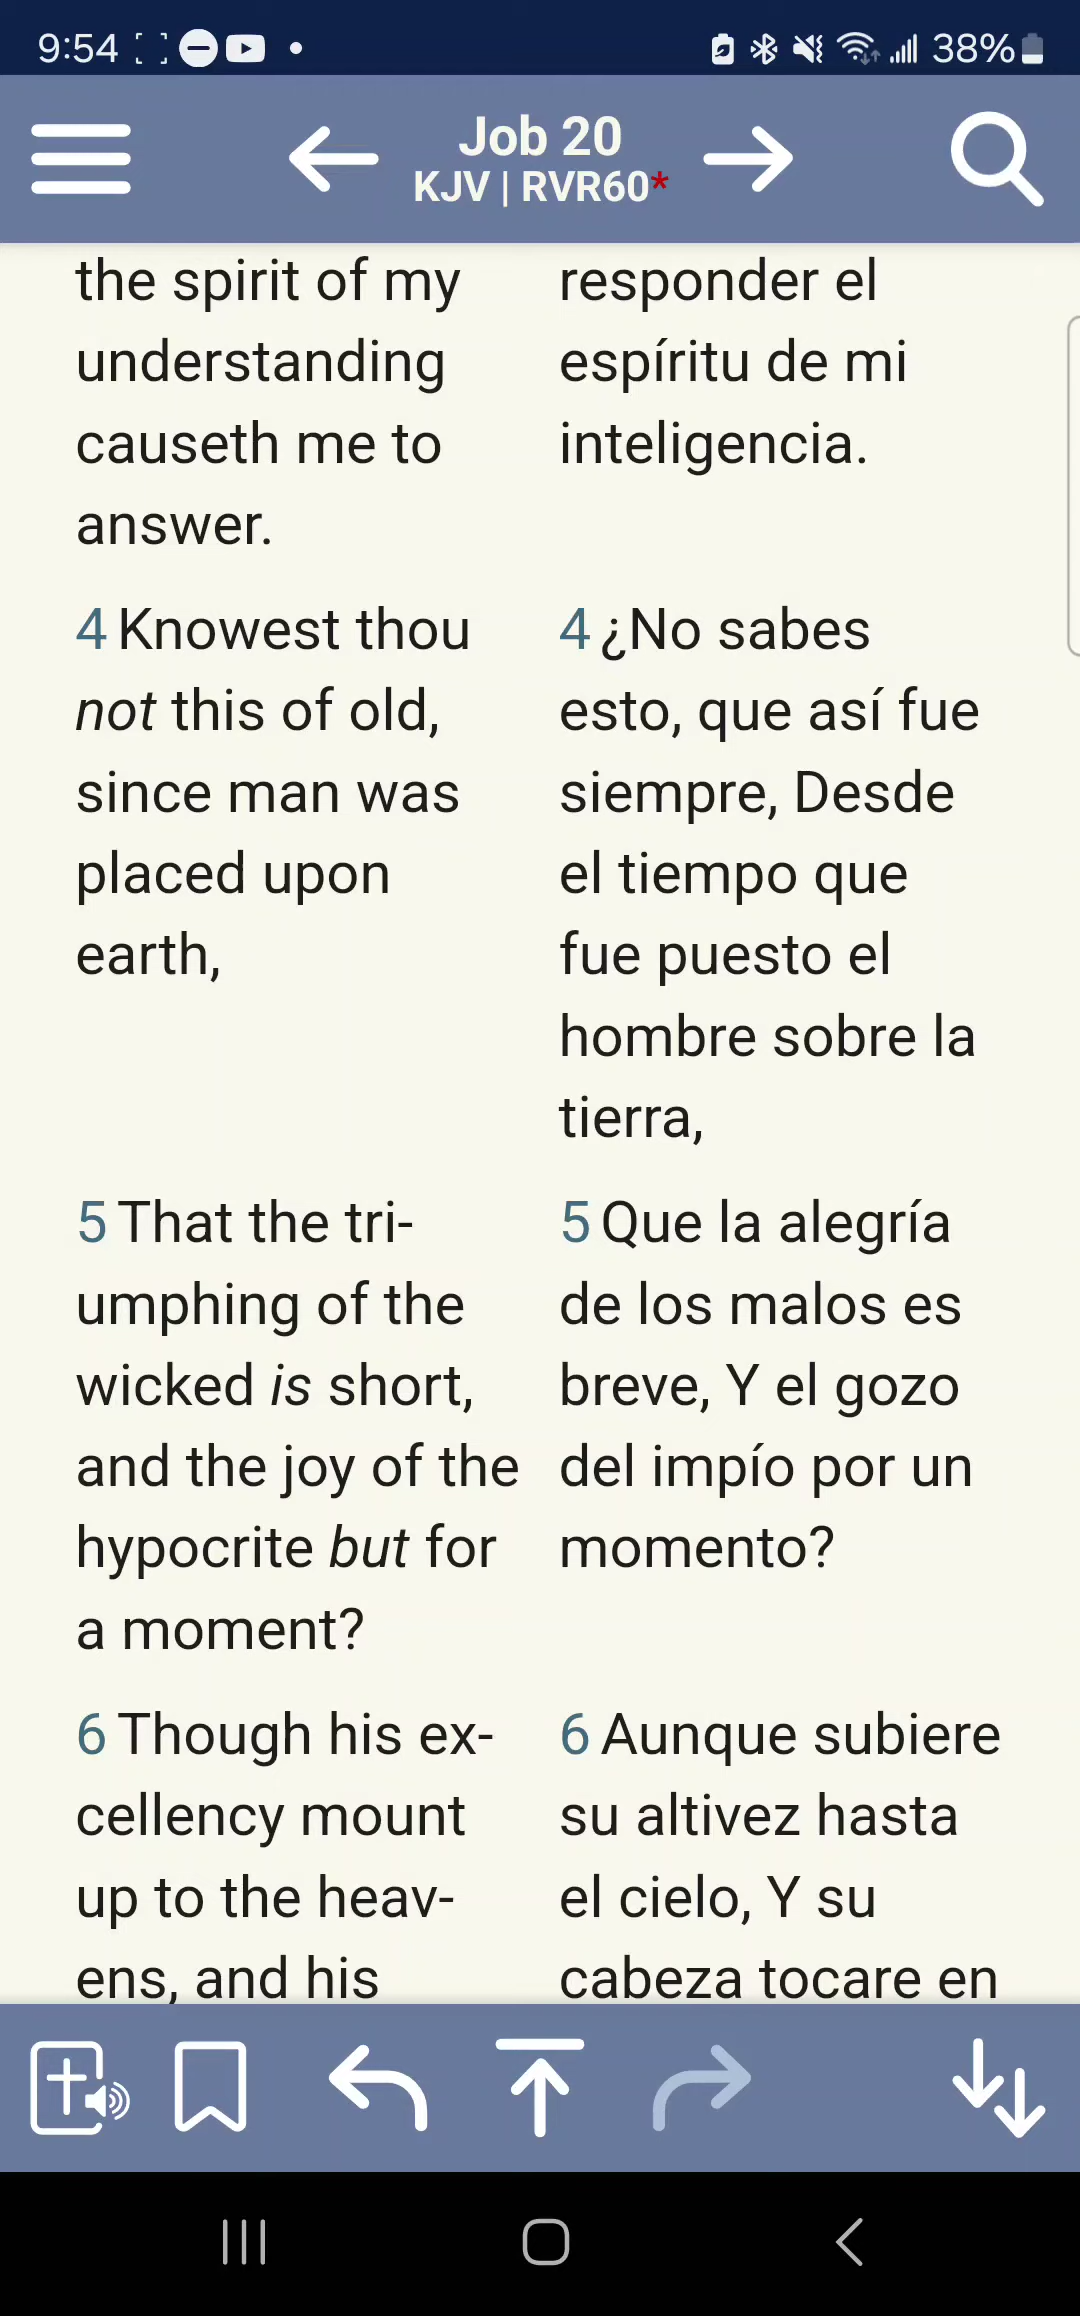 9:54
38%
Job 20
KJV | RVR60*
the spirit of my
understanding
causeth me to
answer.
4 Knowest thou
not this of old,
since man was
placed upon
earth,
5 That the tri-
umphing of the
wicked is short,
and the joy of the
hypocrite but for
a moment?
6 Though his ex-
cellency mount
up to the heav-
ens, and his
responder el
espíritu de mi
inteligencia.
4 ¿No sabes
esto, que así fue
siempre, Desde
el tiempo que
fue puesto el
hombre sobre la
tierra,
5 Que la alegría
de los malos es
breve, Y el gozo
del impío por un
momento?
6 Aunque subiere
su altivez hasta
el cielo, Y su
cabeza tocare en